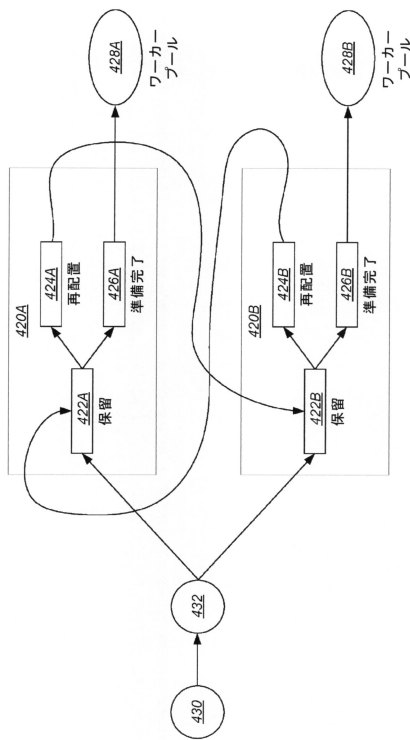 420A
422A
保留
424A
再配置
426A
準備完了
428A
ワーカー
プール
430
432
420B
422B
保留
424B
再配置
426B
準備完了
428B
ワーカー
プール